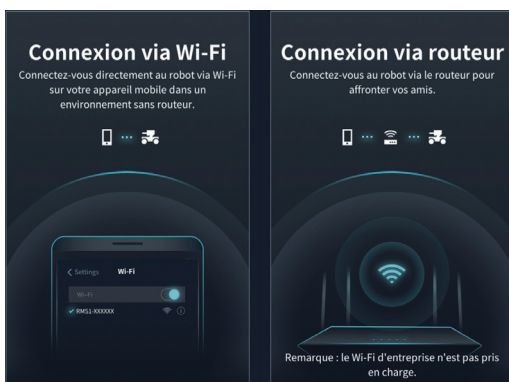 Connexion via Wi-Fi
Connectez-vous directement au robot via Wi-Fi
sur votre appareil mobile dans un
environnement sans routeur.
Settings
Wi-Fi
Wi-Fi
RMS1-XXXXXX
Connexion via routeur
Connectez-vous au robot via le routeur pour
affronter vos amis.
Remarque : le Wi-Fi d'entreprise n'est pas pris
en charge.